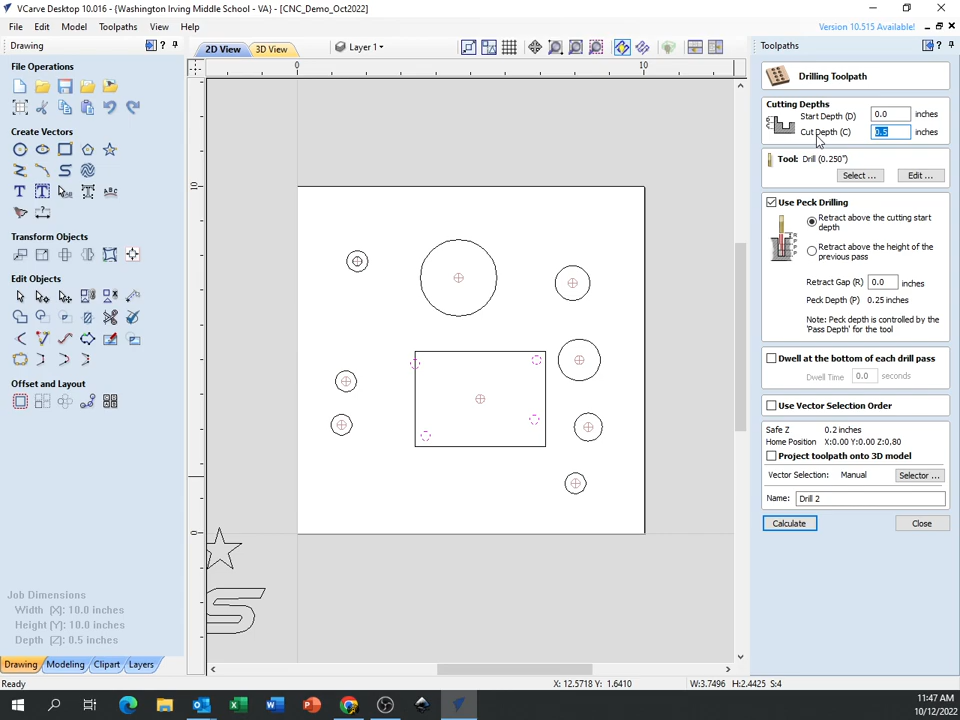 VCarve Desktop 10.016 - {Washington Irving Middle School - VA} - [CNC_Demo_Oct2022]
File Edit Model Toolpaths View Help
Version 10.515 Available!
Drawing
2D View
3D View
Layer 1
Toolpaths
File Operations
Create Vectors
Transform Objects
Edit Objects
Offset and Layout
Job Dimensions
Width [X]: 10.0 inches
Height [Y]: 10.0 inches
Depth [Z]: 0.5 inches
Drawing Modeling Clipart Layers
0
10
10
0
S
Drilling Toolpath
Cutting Depths
Start Depth (D) 0.0 inches
Cut Depth (C) 0.5 inches
Tool: Drill (0.250")
Select ... Edit ...
Use Peck Drilling
Retract above the cutting start
depth
Retract above the height of the
previous pass
Retract Gap (R) 0.0 inches
Peck Depth (P) 0.25 inches
Note: Peck depth is controlled by the
'Pass Depth' for the tool
Dwell at the bottom of each drill pass
Dwell Time 0.0 seconds
Use Vector Selection Order
Safe Z 0.2 inches
Home Position X:0.00 Y:0.00 Z:0.80
Project toolpath onto 3D model
Vector Selection: Manual Selector ...
Name: Drill 2
Calculate Close
Ready
X: 12.5718 Y: 1.6410
W:3.7496 H:2.4425 S:4
11:47 AM
10/12/2022